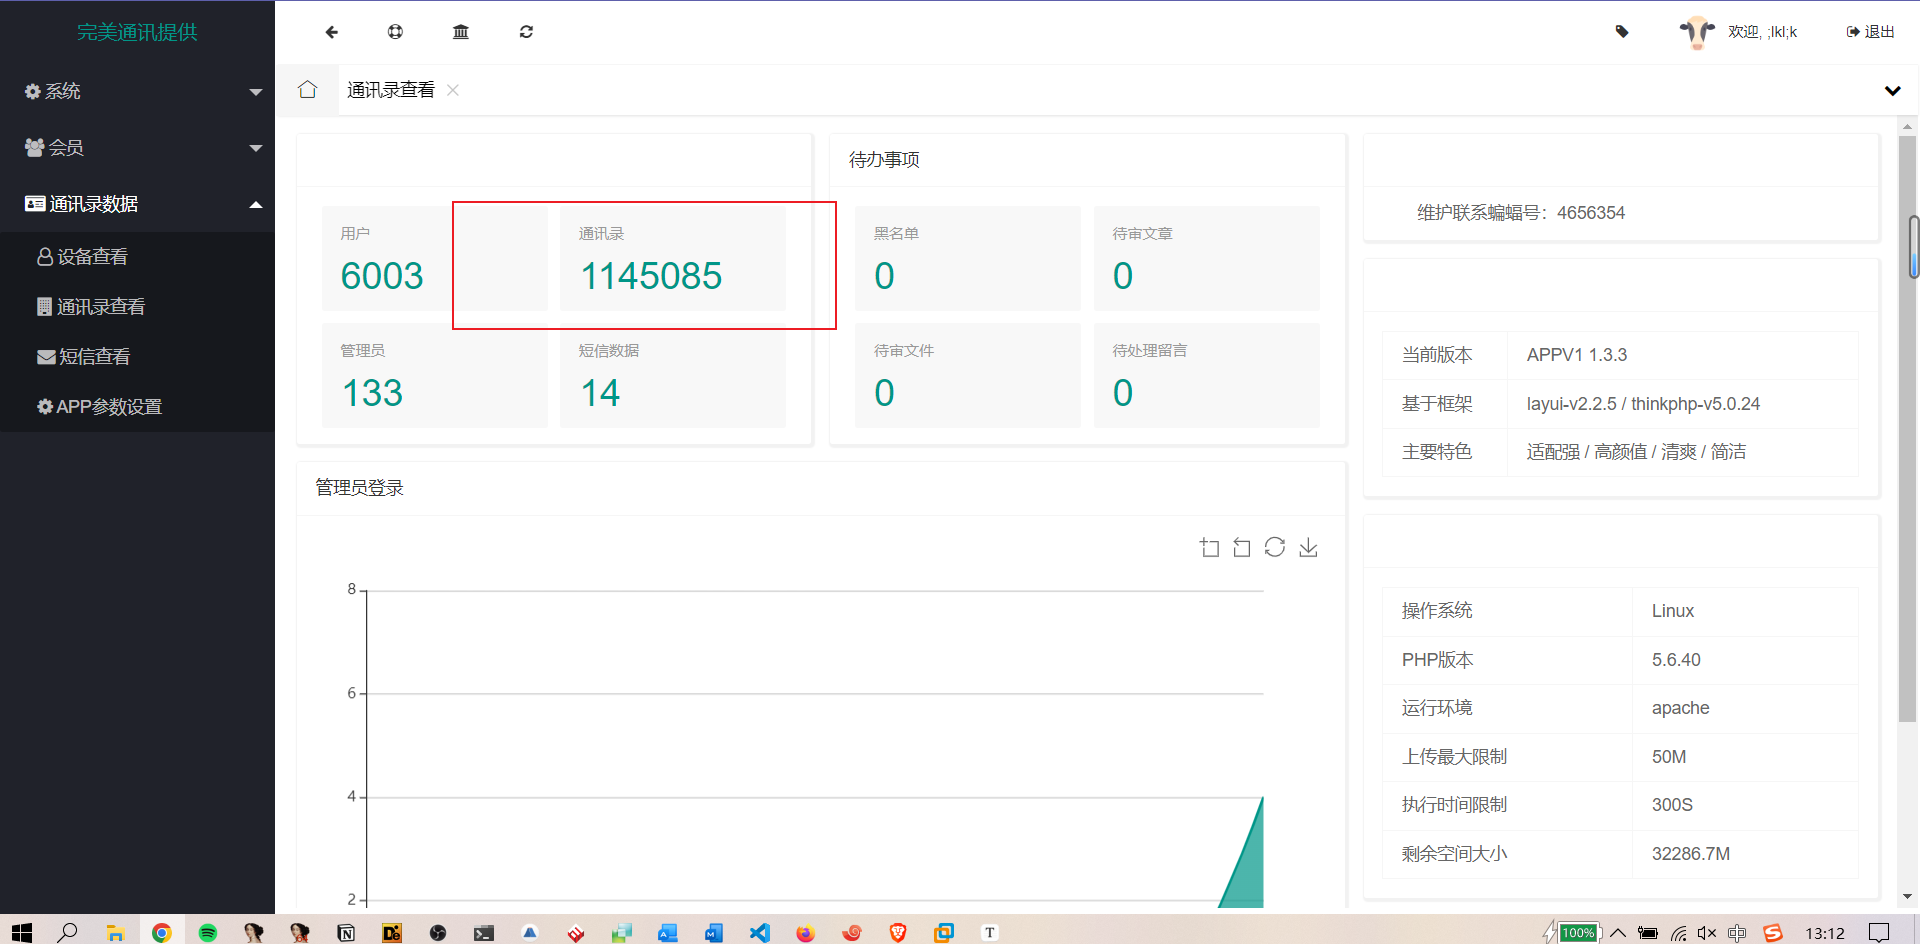 完美通讯提供
系统
会员
通讯录数据
设备查看
通讯录查看
短信查看
APP参数设置
欢迎, ;lkl;k
退出
通讯录查看
用户
6003
通讯录
1145085
管理员
133
短信数据
14
待办事项
黑名单
0
待审文章
0
待审文件
0
待处理留言
0
维护联系蝙蝠号：4656354
当前版本 APPV1 1.3.3
基于框架 layui-v2.2.5 / thinkphp-v5.0.24
主要特色 适配强 / 高颜值 / 清爽 / 简洁
管理员登录
8
6
4
2
操作系统 Linux
PHP版本 5.6.40
运行环境 apache
上传最大限制 50M
执行时间限制 300S
剩余空间大小 32286.7M
100%
中
13:12